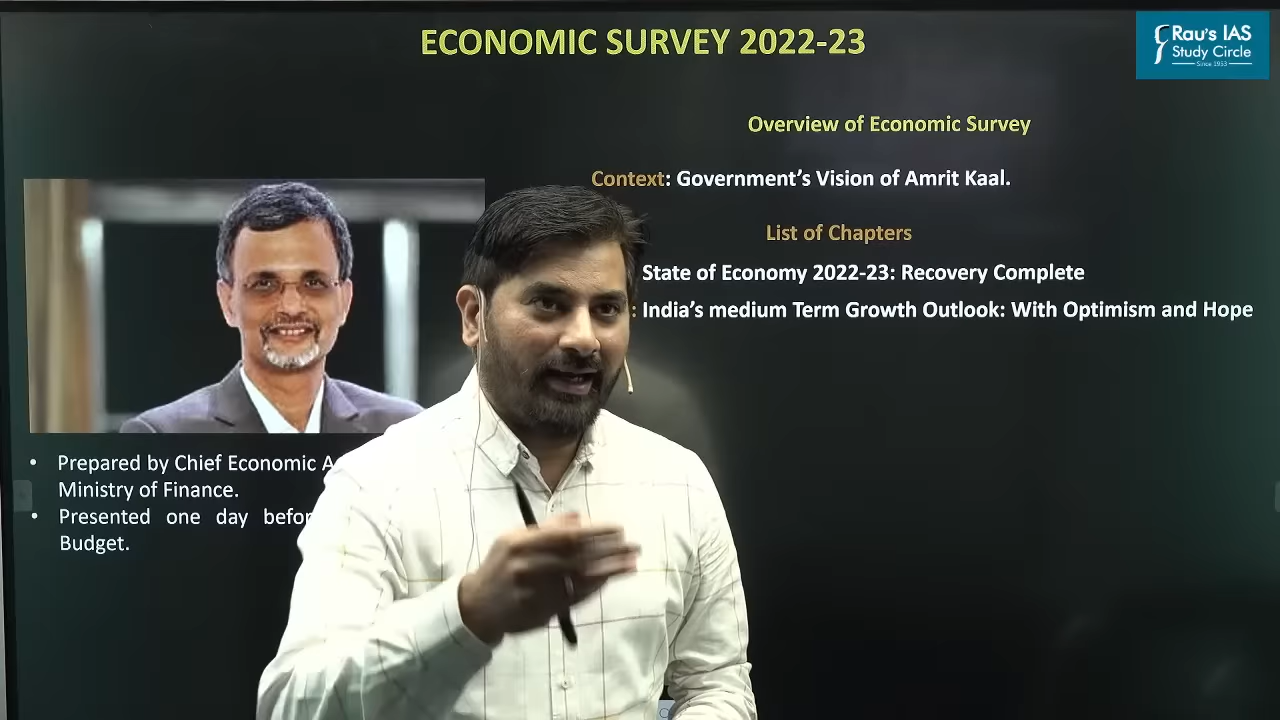 ECONOMIC SURVEY 2022-23
Rau's IAS
Study Circle
Since 1953
Overview of Economic Survey
Context: Government's Vision of Amrit Kaal.
List of Chapters
State of Economy 2022-23: Recovery Complete
: India's medium Term Growth Outlook: With Optimism and Hope
• Prepared by Chief Economic
Ministry of Finance.
• Presented one day
Budget.